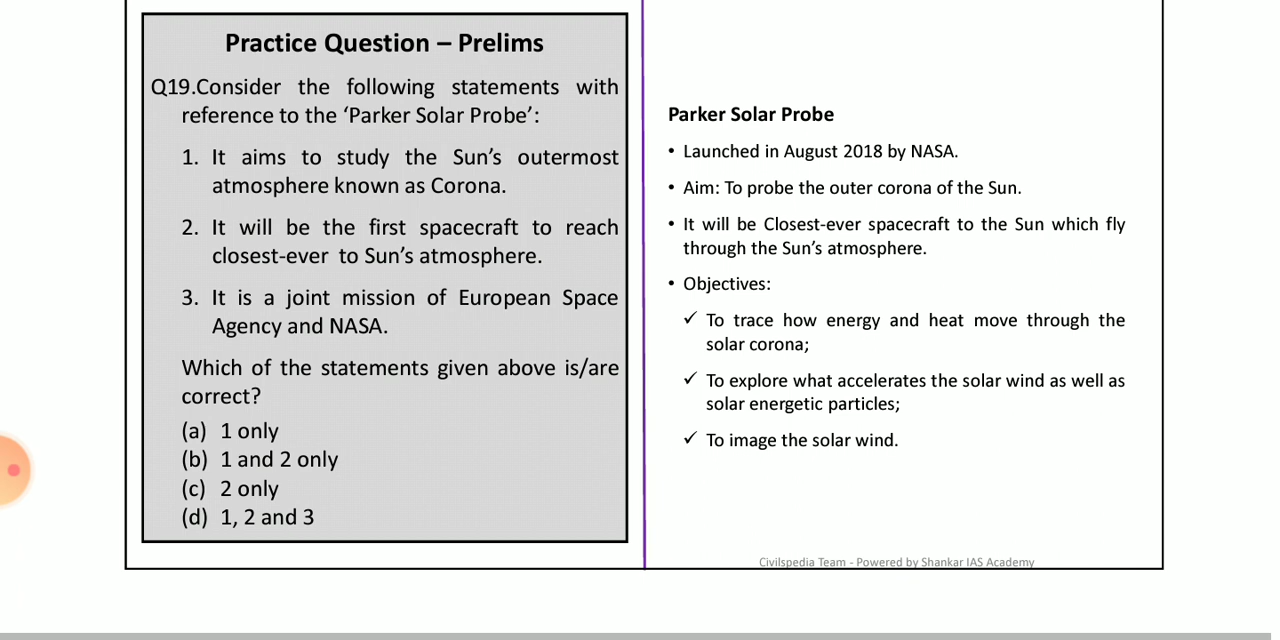 Practice Question – Prelims
Q19.Consider the following statements with
reference to the ‘Parker Solar Probe’:
1. It aims to study the Sun’s outermost
atmosphere known as Corona.
2. It will be the first spacecraft to reach
closest-ever to Sun’s atmosphere.
3. It is a joint mission of European Space
Agency and NASA.
Which of the statements given above is/are
correct?
(a) 1 only
(b) 1 and 2 only
(c) 2 only
(d) 1, 2 and 3
Parker Solar Probe
• Launched in August 2018 by NASA.
• Aim: To probe the outer corona of the Sun.
• It will be Closest-ever spacecraft to the Sun which fly
through the Sun’s atmosphere.
• Objectives:
✓ To trace how energy and heat move through the
solar corona;
✓ To explore what accelerates the solar wind as well as
solar energetic particles;
✓ To image the solar wind.
Civilspedia Team - Powered by Shankar IAS Academy